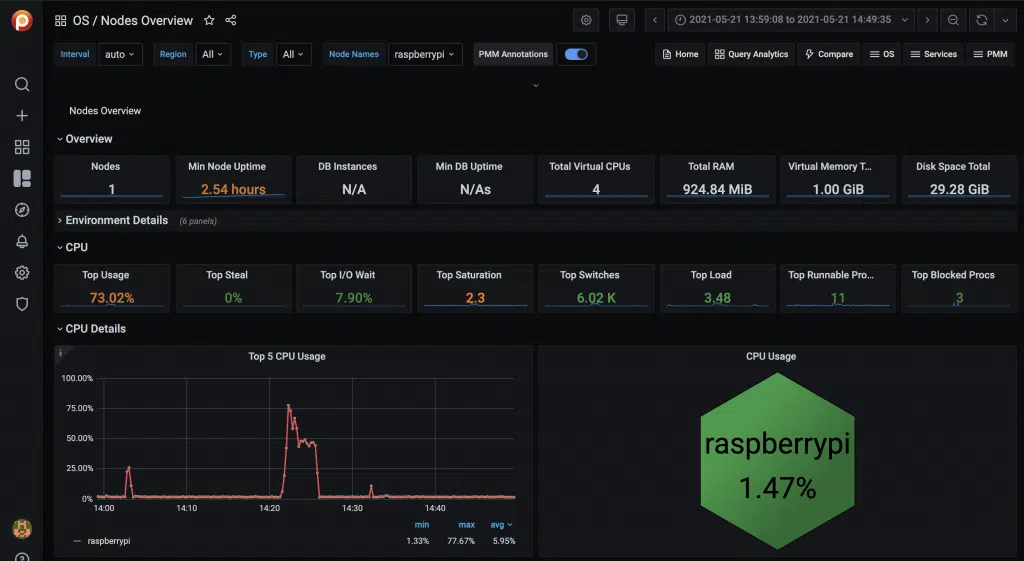 OS / Nodes Overview
2021-05-21 13:59:08 to 2021-05-21 14:49:35
Interval auto Region All Type All Node Names raspberrypi PMM Annotations Home Query Analytics Compare OS Services PMM
Nodes Overview
Overview
Nodes Min Node Uptime DB Instances Min DB Uptime Total Virtual CPUs Total RAM Virtual Memory T... Disk Space Total
1 2.54 hours N/A N/As 4 924.84 MiB 1.00 GiB 29.28 GiB
Environment Details (6 panels)
CPU
Top Usage Top Steal Top I/O Wait Top Saturation Top Switches Top Load Top Runnable Pro... Top Blocked Procs
73.02% 0% 7.90% 2.3 6.02 K 3.48 11 3
CPU Details
i
Top 5 CPU Usage
100.00%
75.00%
50.00%
25.00%
0%
14:00 14:10 14:20 14:30 14:40
min max avg
raspberrypi 1.33% 77.67% 5.95%
CPU Usage
raspberrypi
1.47%